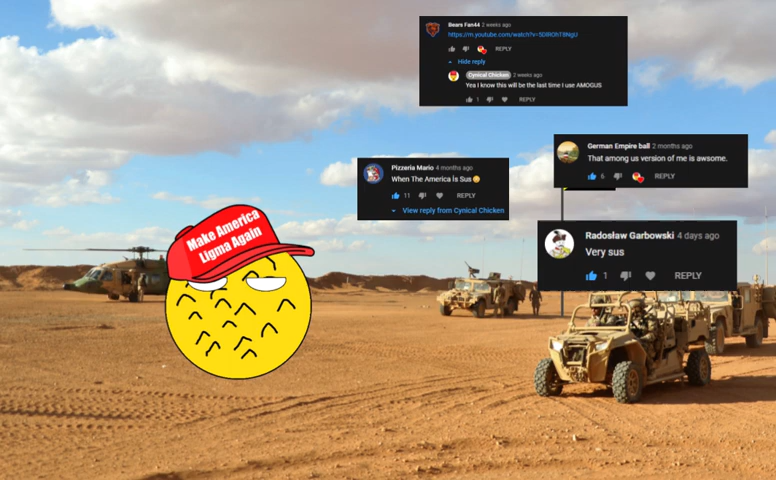 Bears Fan44 2 weeks ago
https://m.youtube.com/watch?v=5DlROhT8NgU
REPLY
Hide reply
Cynical Chicken 2 weeks ago
Yea I know this will be the last time I use AMOGUS
1 REPLY
German Empire ball 2 months ago
That among us version of me is awsome.
6 REPLY
Pizzeria Mario 4 months ago
When The America İs Sus😳
11 REPLY
View reply from Cynical Chicken
Make America
Ligma Again
Radosław Garbowski 4 days ago
Very sus
1 REPLY